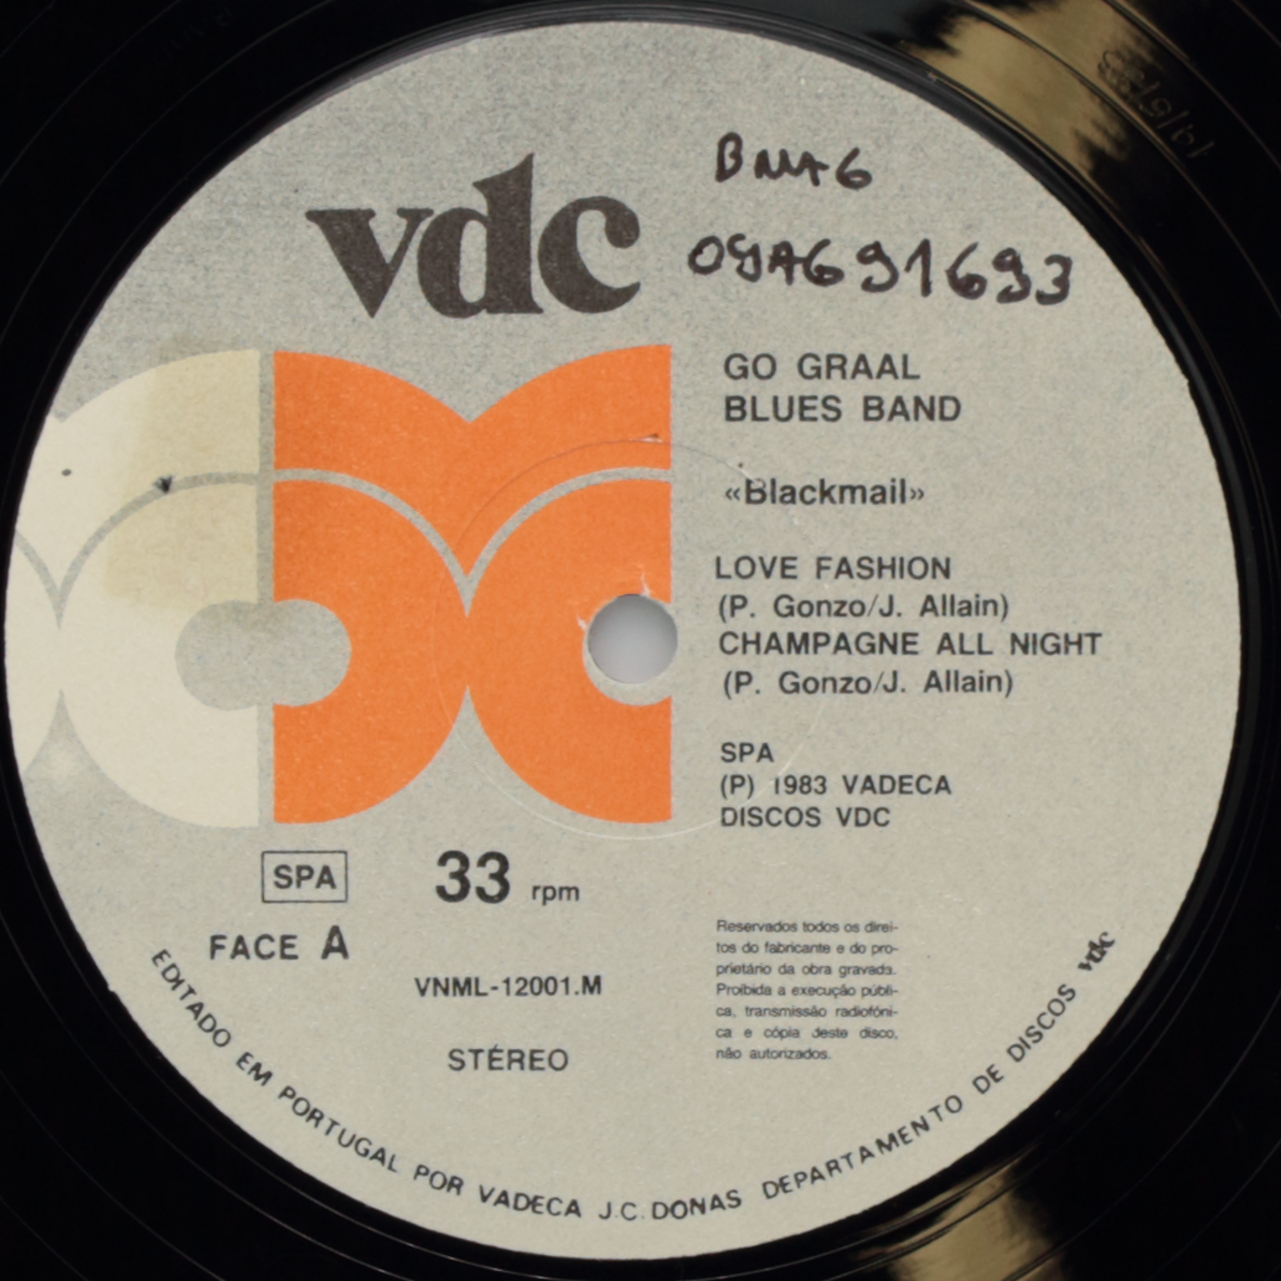 vdc
GO GRAAL
BLUES BAND
«Blackmail»
LOVE FASHION
(P. Gonzo/J. Allain)
CHAMPAGNE ALL NIGHT
(P. Gonzo/J. Allain)
SPA
(P) 1983 VADECA
DISCOS VDC
SPA
33 rpm
FACE A
VNML-12001.M
STÉREO
Reservados todos os direi-
tos do fabricante e do pro-
prietário da obra gravada.
Proibida a execução públi-
ca, transmissão radiofóni-
ca e cópia deste disco,
não autorizados.
EDITADO EM PORTUGAL POR VADECA J.C. DONAS DEPARTAMENTO DE DISCOS vdc